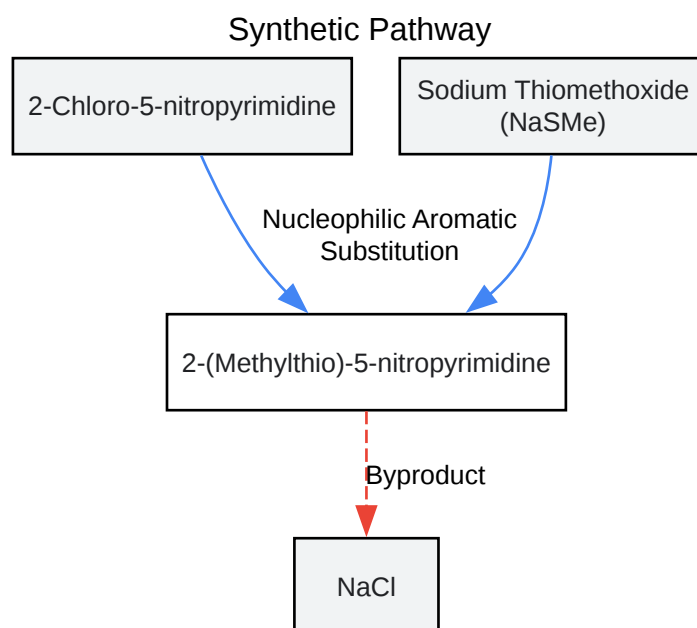 Synthetic Pathway
2-Chloro-5-nitropyrimidine
Sodium Thiomethoxide
(NaSMe)
Nucleophilic Aromatic
Substitution
2-(Methylthio)-5-nitropyrimidine
Byproduct
NaCl